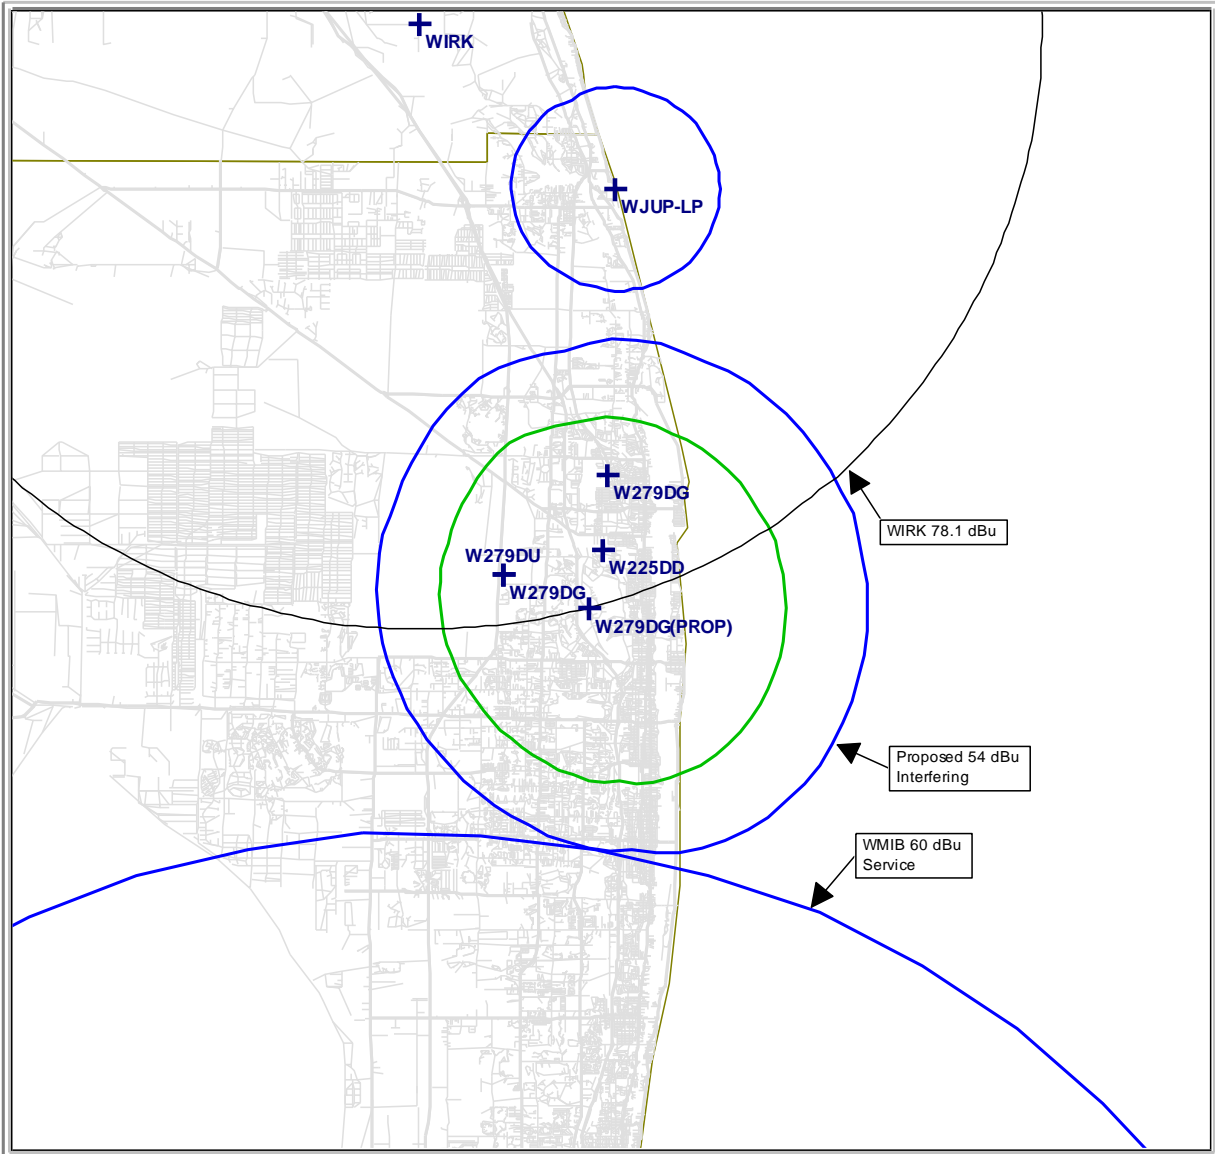 WIRK
WJUP-LP
W279DG
WIRK 78.1 dBu
W225DD
W279DU
W279DG
W279DG(PROP)
Proposed 54 dBu
Interfering
WMIB 60 dBu
Service